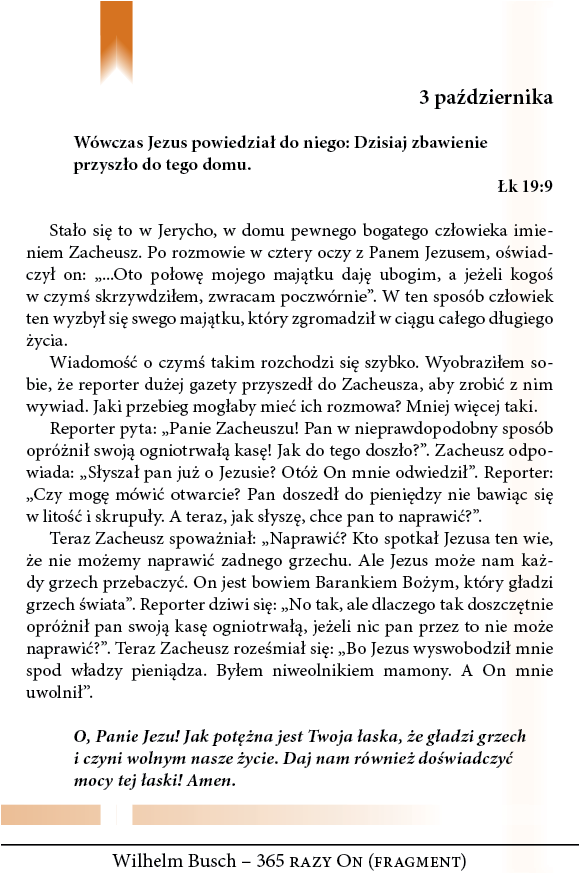 3 października
Wówczas Jezus powiedział do niego: Dzisiaj zbawienie
przyszło do tego domu.
Łk 19:9
Stało się to w Jerycho, w domu pewnego bogatego człowieka imie-
niem Zacheusz. Po rozmowie w cztery oczy z Panem Jezusem, oświad-
czył on: „...Oto połowę mojego majątku daję ubogim, a jeżeli kogoś
w czymś skrzywdziłem, zwracam poczwórnie”. W ten sposób człowiek
ten wyzbył się swego majątku, który zgromadził w ciągu całego długiego
życia.
Wiadomość o czymś takim rozchodzi się szybko. Wyobraziłem so-
bie, że reporter dużej gazety przyszedł do Zacheusza, aby zrobić z nim
wywiad. Jaki przebieg mogłaby mieć ich rozmowa? Mniej więcej taki.
Reporter pyta: „Panie Zacheuszu! Pan w nieprawdopodobny sposób
opróżnił swoją ogniotrwałą kasę! Jak do tego doszło?”. Zacheusz odpo-
wiada: „Słyszał pan już o Jezusie? Otóż On mnie odwiedził”. Reporter:
„Czy mogę mówić otwarcie? Pan doszedł do pieniędzy nie bawiąc się
w litość i skrupuły. A teraz, jak słyszę, chce pan to naprawić?”.
Teraz Zacheusz spoważniał: „Naprawić? Kto spotkał Jezusa ten wie,
że nie możemy naprawić zadnego grzechu. Ale Jezus może nam każ-
dy grzech przebaczyć. On jest bowiem Barankiem Bożym, który gładzi
grzech świata”. Reporter dziwi się: „No tak, ale dlaczego tak doszczętnie
opróżnił pan swoją kasę ogniotrwałą, jeżeli nic pan przez to nie może
naprawić?”. Teraz Zacheusz roześmiał się: „Bo Jezus wyswobodził mnie
spod władzy pieniądza. Byłem niweolnikiem mamony. A On mnie
uwolnił”.
O, Panie Jezu! Jak potężna jest Twoja łaska, że gładzi grzech
i czyni wolnym nasze życie. Daj nam również doświadczyć
mocy tej łaski! Amen.
Wilhelm Busch – 365 RAZY ON (FRAGMENT)